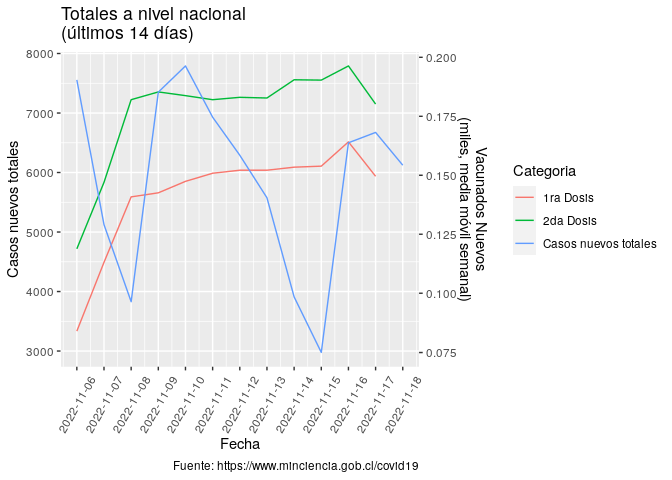 Totales a nivel nacional
(últimos 14 días)
8000
7000
6000
5000
4000
3000
Casos nuevos totales
0.200
0.175
0.150
0.125
0.100
0.075
Vacunados Nuevos
(miles, media móvil semanal)
2022-11-06
2022-11-07
2022-11-08
2022-11-09
2022-11-10
2022-11-11
2022-11-12
2022-11-13
2022-11-14
2022-11-15
2022-11-16
2022-11-17
2022-11-18
Fecha
Categoria
1ra Dosis
2da Dosis
Casos nuevos totales
Fuente: https://www.minciencia.gob.cl/covid19